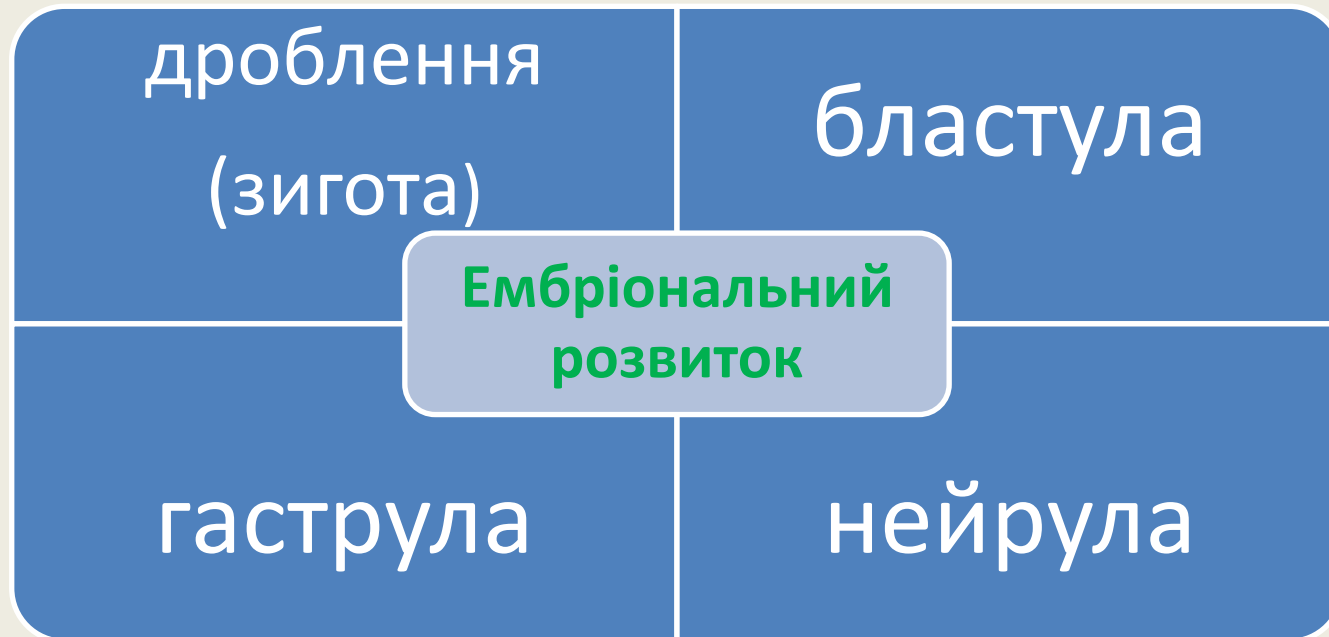 дроблення
(зигота)
бластула
Ембріональний
розвиток
гаструла
нейрула